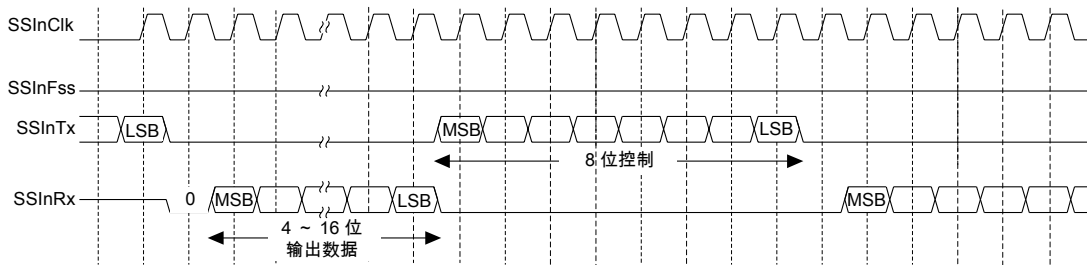 SSInClk
SSInFss
SSInTx
LSB
MSB
LSB
8 位控制
SSInRx
0
MSB
LSB
MSB
4 ~ 16 位
输出数据